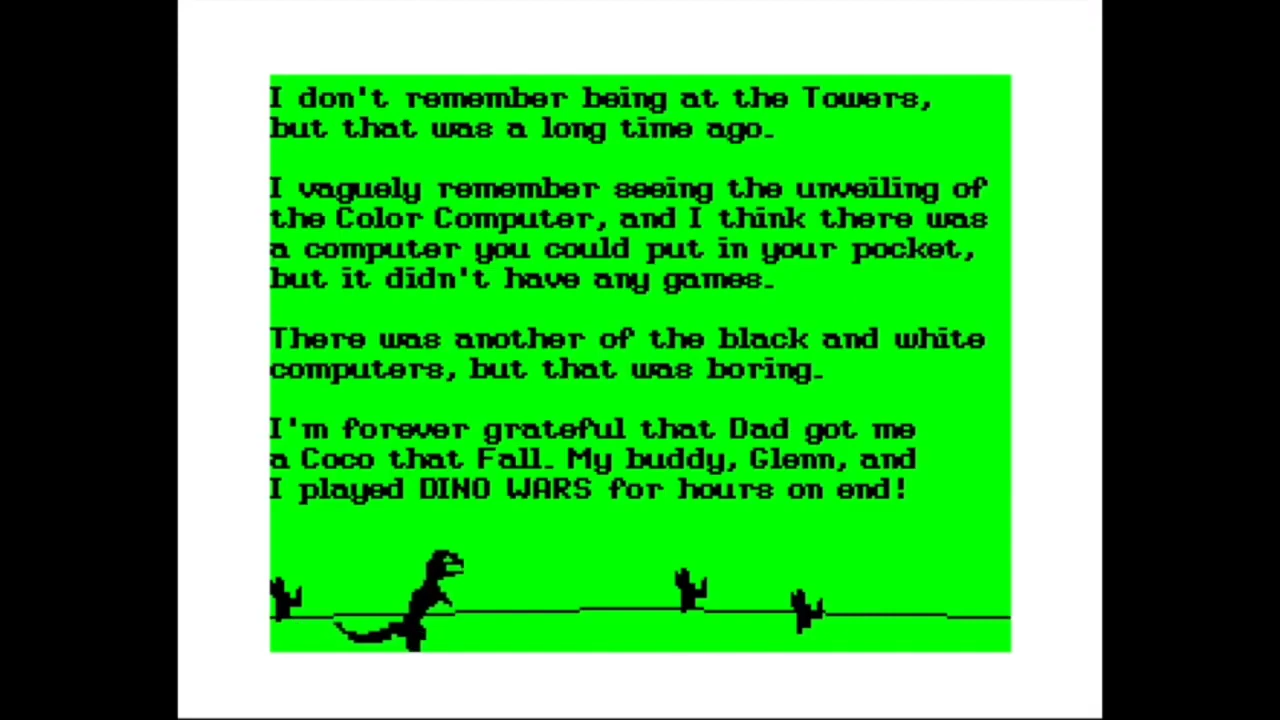 I don't remember being at the Towers,
but that was a long time ago.
I vaguely remember seeing the unveiling of
the Color Computer, and I think there was
a computer you could put in your pocket,
but it didn't have any games.
There was another of the black and white
computers, but that was boring.
I'm forever grateful that Dad got me
a Coco that Fall. My buddy, Glenn, and
I played DINO WARS for hours on end!